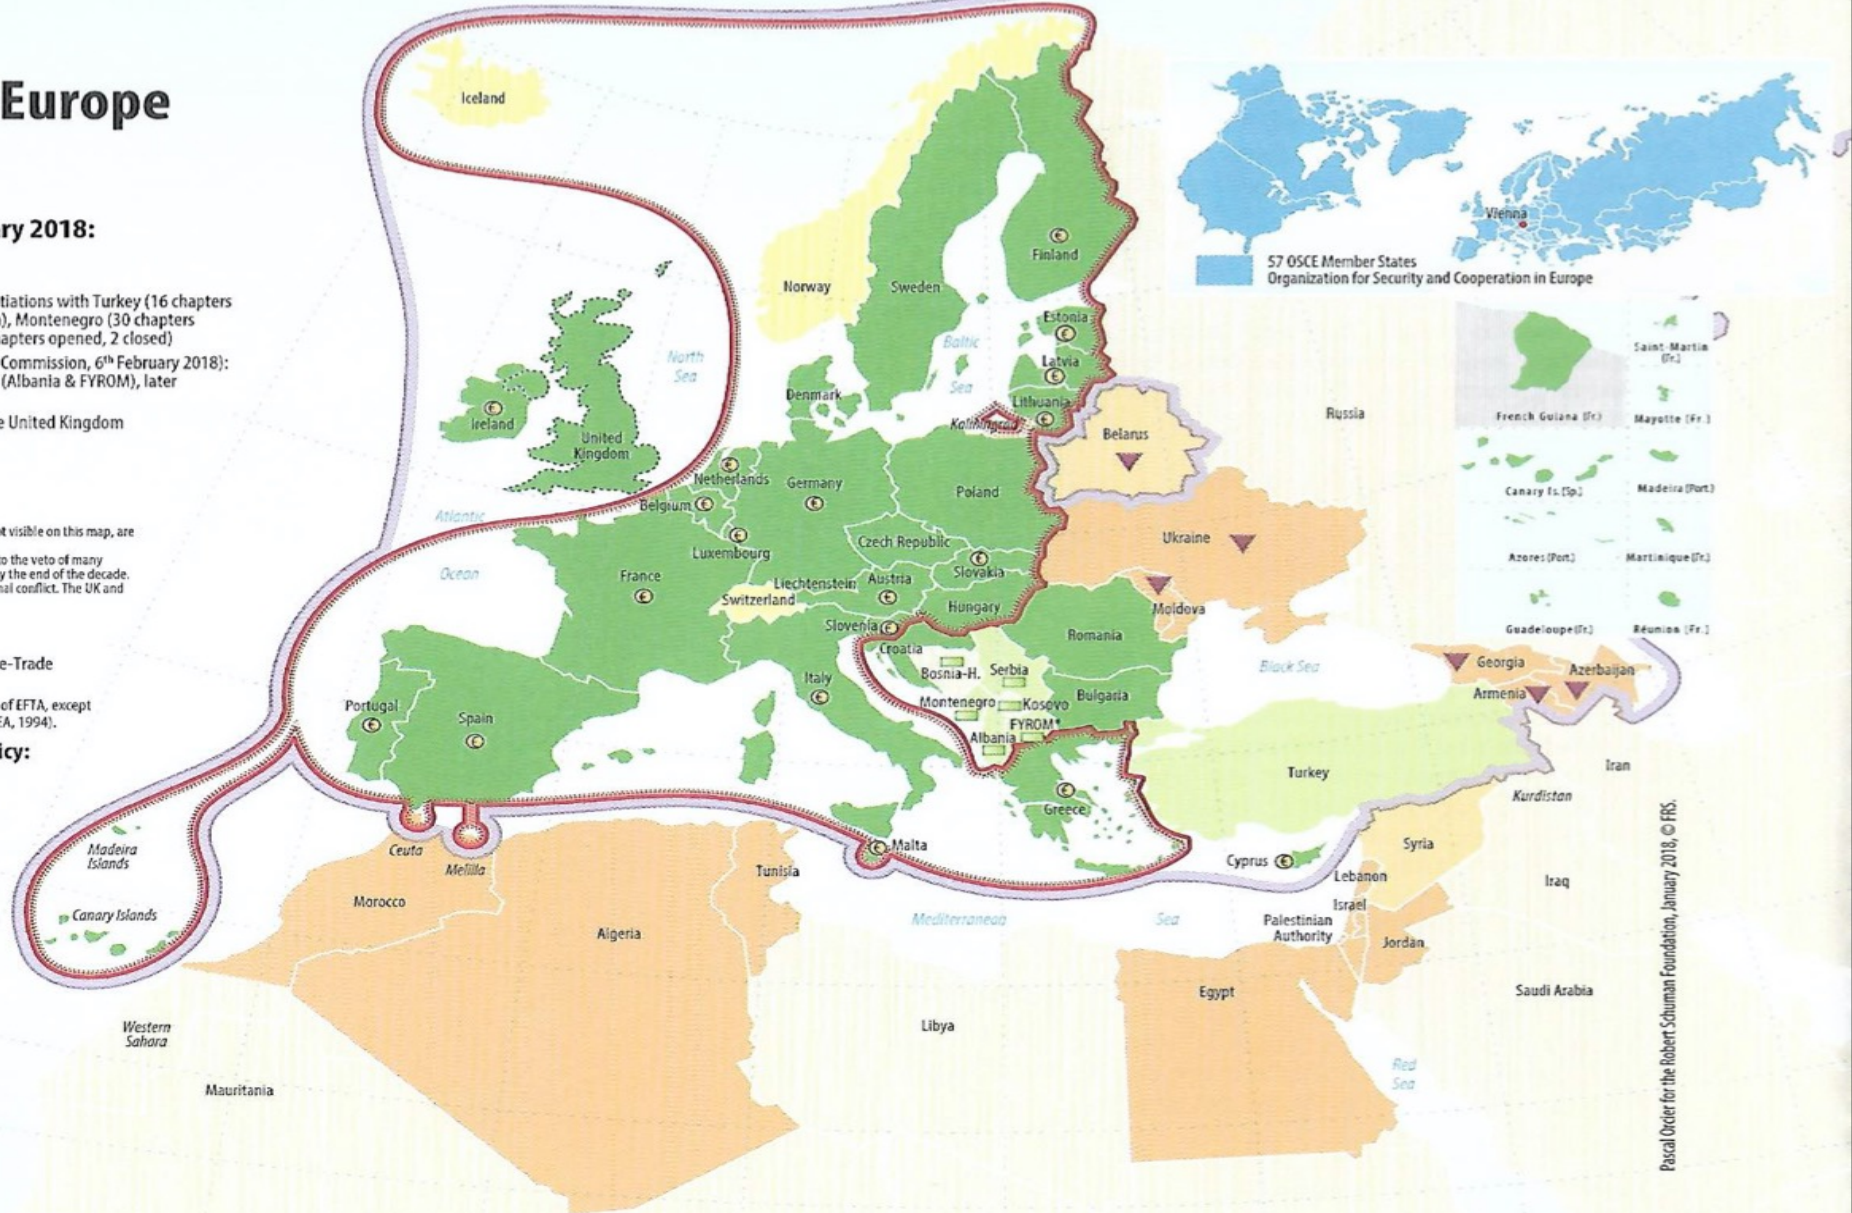 Europe
ry 2018:
tiations with Turkey (16 chapters
), Montenegro (30 chapters
apters opened, 2 closed)
Commission, 6th February 2018):
(Albania & FYROM), later
e United Kingdom
t visible on this map, are
o the veto of many
y the end of the decade.
nal conflict. The UK and
e-Trade
of EFTA, except
EA, 1994).
icy:
Iceland
Norway
Sweden
Finland
Estonia
Latvia
Lithuania
Kaliningrad
Baltic
Sea
North
Sea
Denmark
Ireland
United
Kingdom
Netherlands
Belgium
Luxembourg
Germany
Poland
Belarus
Russia
Ukraine
Moldova
Czech Republic
Slovakia
Austria
Liechtenstein
Switzerland
Hungary
Slovenia
Croatia
Bosnia-H.
Serbia
Montenegro
Kosovo
FYROM*
Albania
Romania
Bulgaria
Black Sea
Georgia
Azerbaijan
Armenia
Atlantic
Ocean
France
Italy
Portugal
Spain
Greece
Malta
Cyprus
Turkey
Kurdistan
Iran
Syria
Lebanon
Israel
Palestinian
Authority
Jordan
Iraq
Saudi Arabia
Madeira
Islands
Canary Islands
Ceuta
Melilla
Morocco
Algeria
Tunisia
Mediterranean
Sea
Western
Sahara
Mauritania
Libya
Egypt
Red
Sea
Vienna
57 OSCE Member States
Organization for Security and Cooperation in Europe
French Guiana (Fr.)
Saint-Martin
(Fr.)
Mayotte (Fr.)
Canary Is. (Sp.)
Madeira (Port.)
Azores (Port.)
Martinique (Fr.)
Guadeloupe (Fr.)
Réunion (Fr.)
Pascal Orcier for the Robert Schuman Foundation, January 2018, © FRS.